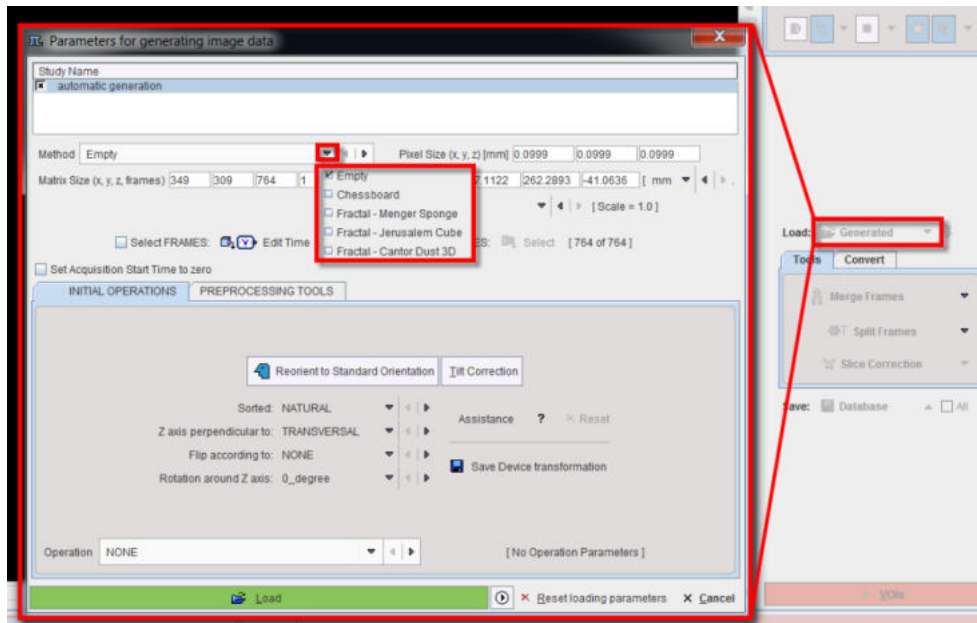 Parameters for generating image data
Study Name
automatic generation
Method Empty Pixel Size (x, y, z) [mm] 0.0999 0.0999 0.0999
Matrix Size (x, y, z, frames) 349 309 764 1 7.1122 262.2893 -41.0636 [ mm
Empty
Chessboard
Fractal - Menger Sponge
Fractal - Jerusalem Cube
Fractal - Cantor Dust 3D
[ Scale = 1.0 ]
Select FRAMES: Edit Time ES: Select [764 of 764]
Set Acquisition Start Time to zero
INITIAL OPERATIONS PREPROCESSING TOOLS
Reorient to Standard Orientation Tilt Correction
Sorted: NATURAL
Z axis perpendicular to: TRANSVERSAL
Flip according to: NONE
Rotation around Z axis: 0_degree
Assistance ? Reset
Save Device transformation
Operation NONE [ No Operation Parameters ]
Load Reset loading parameters Cancel
Load: Generated
Tools Convert
Merge Frames
Split Frames
Slice Correction
Save: Database All
VOIs